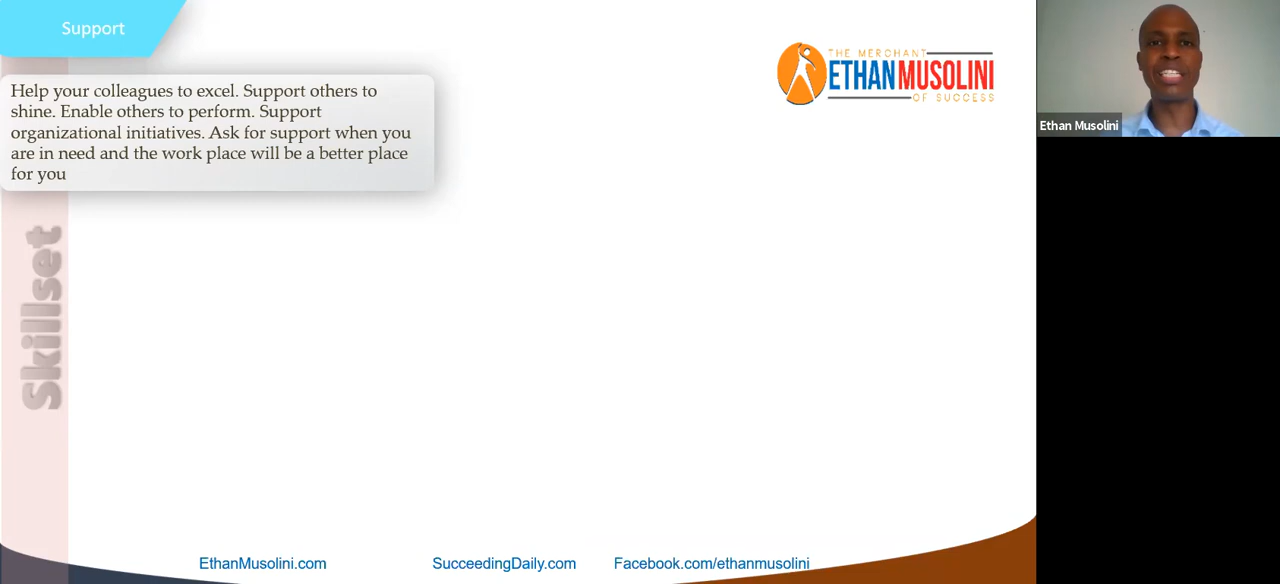 Support
Help your colleagues to excel. Support others to
shine. Enable others to perform. Support
organizational initiatives. Ask for support when you
are in need and the work place will be a better place
for you
Skillset
THE MERCHANT
ETHANMUSOLINI
OF SUCCESS
Ethan Musolini
EthanMusolini.com
SucceedingDaily.com
Facebook.com/ethanmusolini